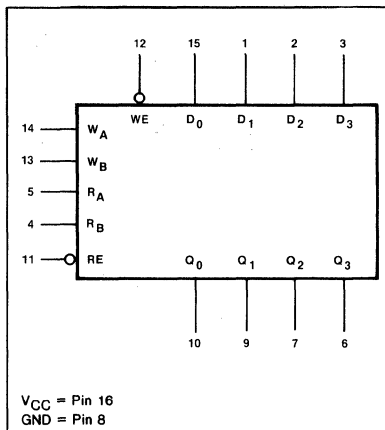 12 15 1 2 3
WE D0 D1 D2 D3
14 WA
13 WB
5 RA
4 RB
11 RE Q0 Q1 Q2 Q3
10 9 7 6
VCC = Pin 16
GND = Pin 8